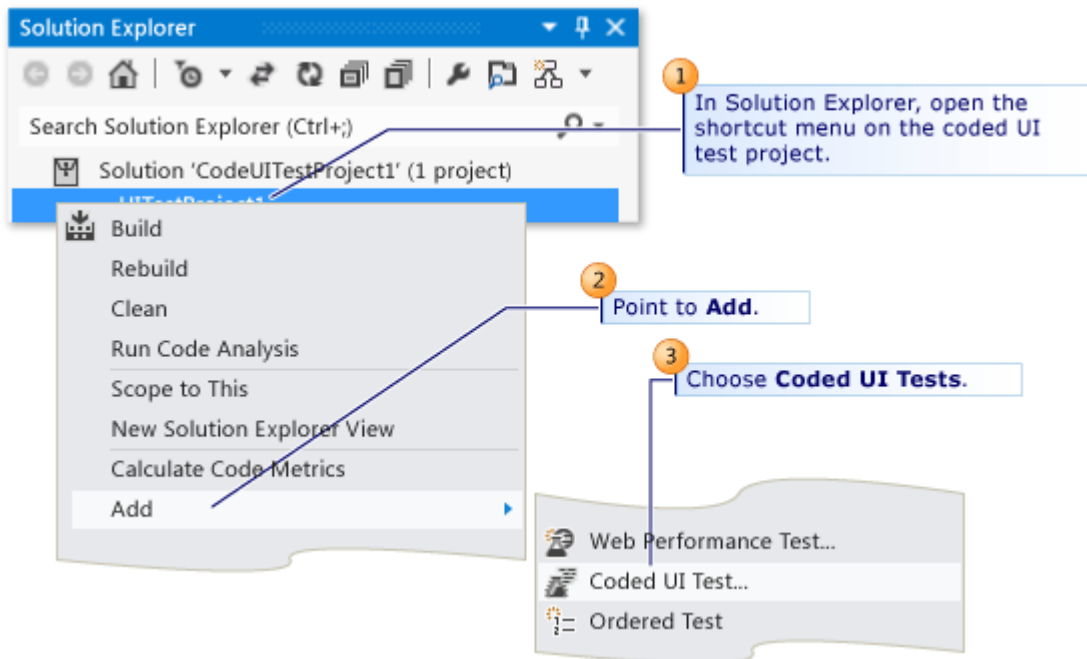 Solution Explorer
Search Solution Explorer (Ctrl+;)
Solution 'CodeUITestProject1' (1 project)
UITestProject1
1
In Solution Explorer, open the
shortcut menu on the coded UI
test project.
Build
Rebuild
Clean
Run Code Analysis
Scope to This
New Solution Explorer View
Calculate Code Metrics
Add
2
Point to Add.
3
Choose Coded UI Tests.
Web Performance Test...
Coded UI Test...
Ordered Test